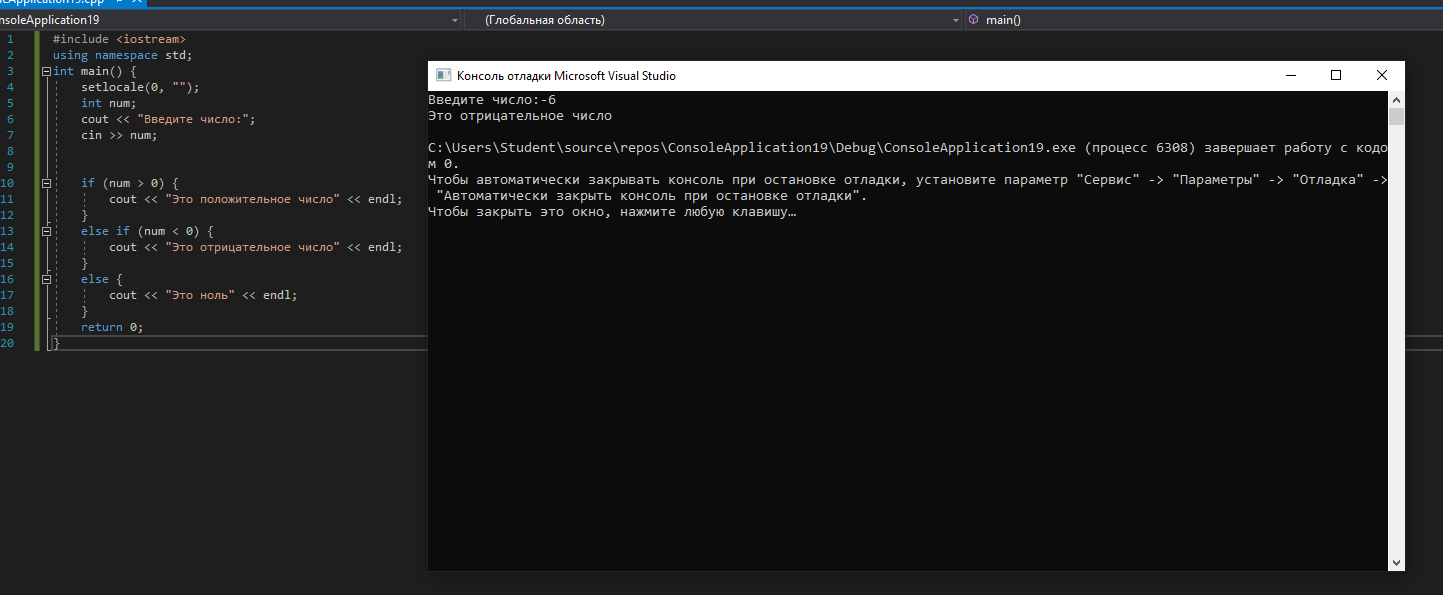 nsoleApplication19
(Глобальная область)
main()
1 #include <iostream>
2 using namespace std;
3 int main() {
4 setlocale(0, "");
5 int num;
6 cout << "Введите число:";
7 cin >> num;
8
9
10 if (num > 0) {
11 cout << "Это положительное число" << endl;
12 }
13 else if (num < 0) {
14 cout << "Это отрицательное число" << endl;
15 }
16 else {
17 cout << "Это ноль" << endl;
18 }
19 return 0;
20 }
Консоль отладки Microsoft Visual Studio
Введите число:-6
Это отрицательное число
C:\Users\Student\source\repos\ConsoleApplication19\Debug\ConsoleApplication19.exe (процесс 6308) завершает работу с кодо
м 0.
Чтобы автоматически закрывать консоль при остановке отладки, установите параметр "Сервис" -> "Параметры" -> "Отладка" ->
"Автоматически закрыть консоль при остановке отладки".
Чтобы закрыть это окно, нажмите любую клавишу…